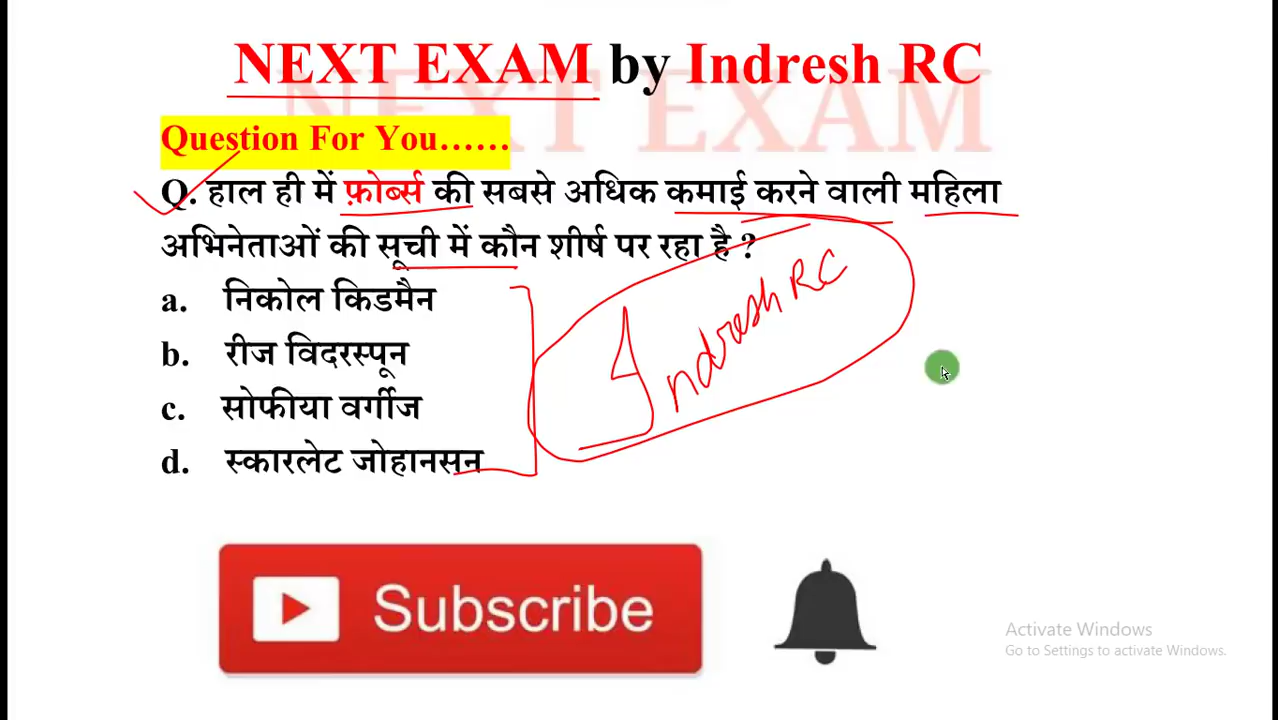 NEXT EXAM by Indresh RC
NEXT EXAM
Question For You......
Q. हाल ही में फ़ोर्ब्स की सबसे अधिक कमाई करने वाली महिला
अभिनेताओं की सूची में कौन शीर्ष पर रहा है ?
a. निकोल किडमैन
b. रीज विदरस्पून
c. सोफीया वर्गीज
d. स्कारलेट जोहानसन
Indresh RC
Subscribe
Activate Windows
Go to Settings to activate Windows.